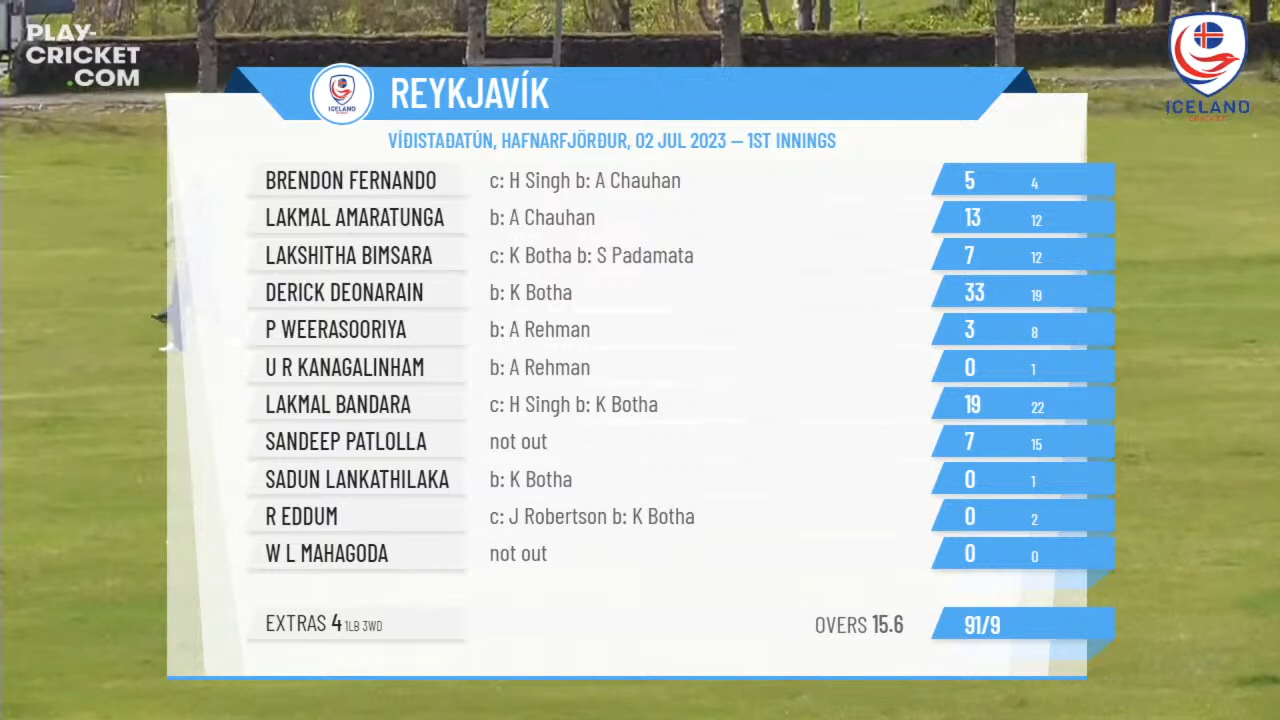 PLAY-
CRICKET
.COM
ICELAND
CRICKET
ICELAND
REYKJAVÍK
VÍÐISTAÐATÚN, HAFNARFJÖRÐUR, 02 JUL 2023 – 1ST INNINGS
BRENDON FERNANDO c: H Singh b: A Chauhan 5 4
LAKMAL AMARATUNGA b: A Chauhan 13 12
LAKSHITHA BIMSARA c: K Botha b: S Padamata 7 12
DERICK DEONARAIN b: K Botha 33 19
P WEERASOORIYA b: A Rehman 3 8
U R KANAGALINHAM b: A Rehman 0 1
LAKMAL BANDARA c: H Singh b: K Botha 19 22
SANDEEP PATLOLLA not out 7 15
SADUN LANKATHILAKA b: K Botha 0 1
R EDDUM c: J Robertson b: K Botha 0 2
W L MAHAGODA not out 0 0
EXTRAS 4 1LB 3WD OVERS 15.6 91/9